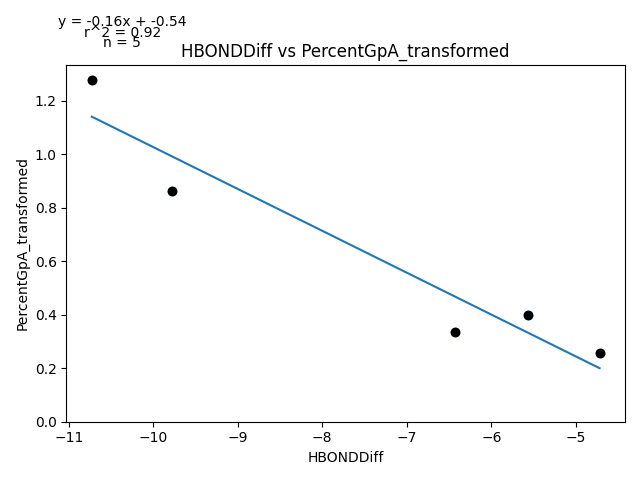 y = -0.16x + -0.54
r^2 = 0.92
n = 5
HBONDDiff vs PercentGpA_transformed
PercentGpA_transformed
1.2
1.0
0.8
0.6
0.4
0.2
0.0
−11 −10 −9 −8 −7 −6 −5
HBONDDiff